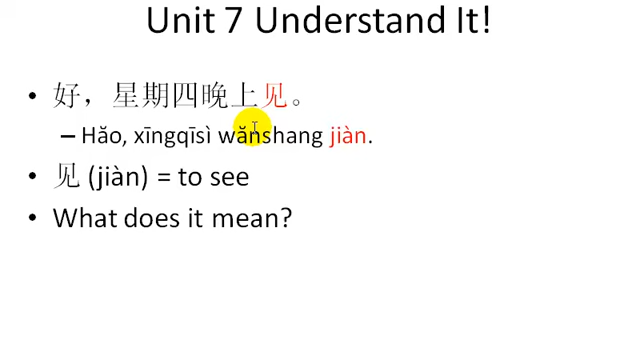 Unit 7 Understand It!
• 好，星期四晚上见。
– Hǎo, xīngqīsì wǎnshang jiàn.
• 见 (jiàn) = to see
• What does it mean?